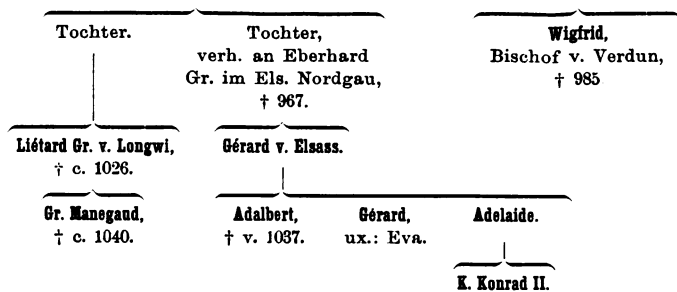 Tochter. Tochter, Wigfrid,
verh. an Eberhard Bischof v. Verdun,
Gr. im Els. Nordgau, † 985
† 967.
Liétard Gr. v. Longwi, Gérard v. Elsass.
† c. 1026.
Gr. Manegaud, Adalbert, Gérard, Adelaide.
† c. 1040. † v. 1037. ux.: Eva.
K. Konrad II.